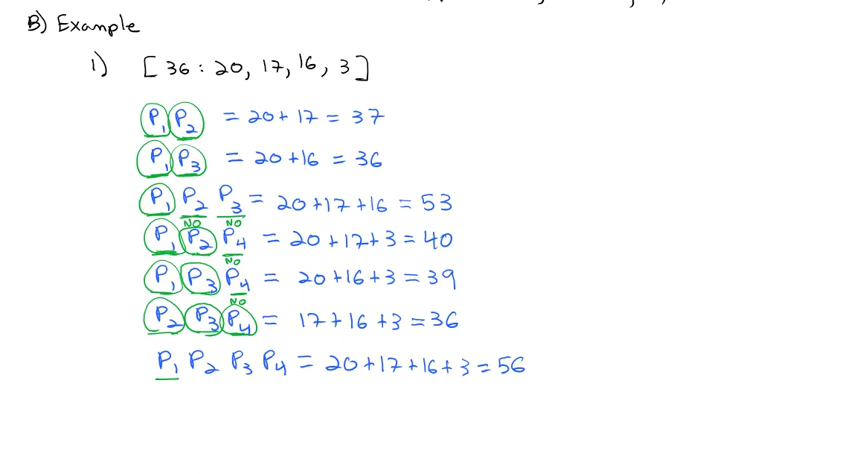 B) Example
1) [ 36 : 20, 17, 16, 3 ]
P1 P2 = 20 + 17 = 37
P1 P3 = 20 + 16 = 36
P1 P2 P3 = 20 + 17 + 16 = 53
NO NO
P1 P2 P4 = 20 + 17 + 3 = 40
NO
P1 P3 P4 = 20 + 16 + 3 = 39
NO
P2 P3 P4 = 17 + 16 + 3 = 36
P1 P2 P3 P4 = 20 + 17 + 16 + 3 = 56